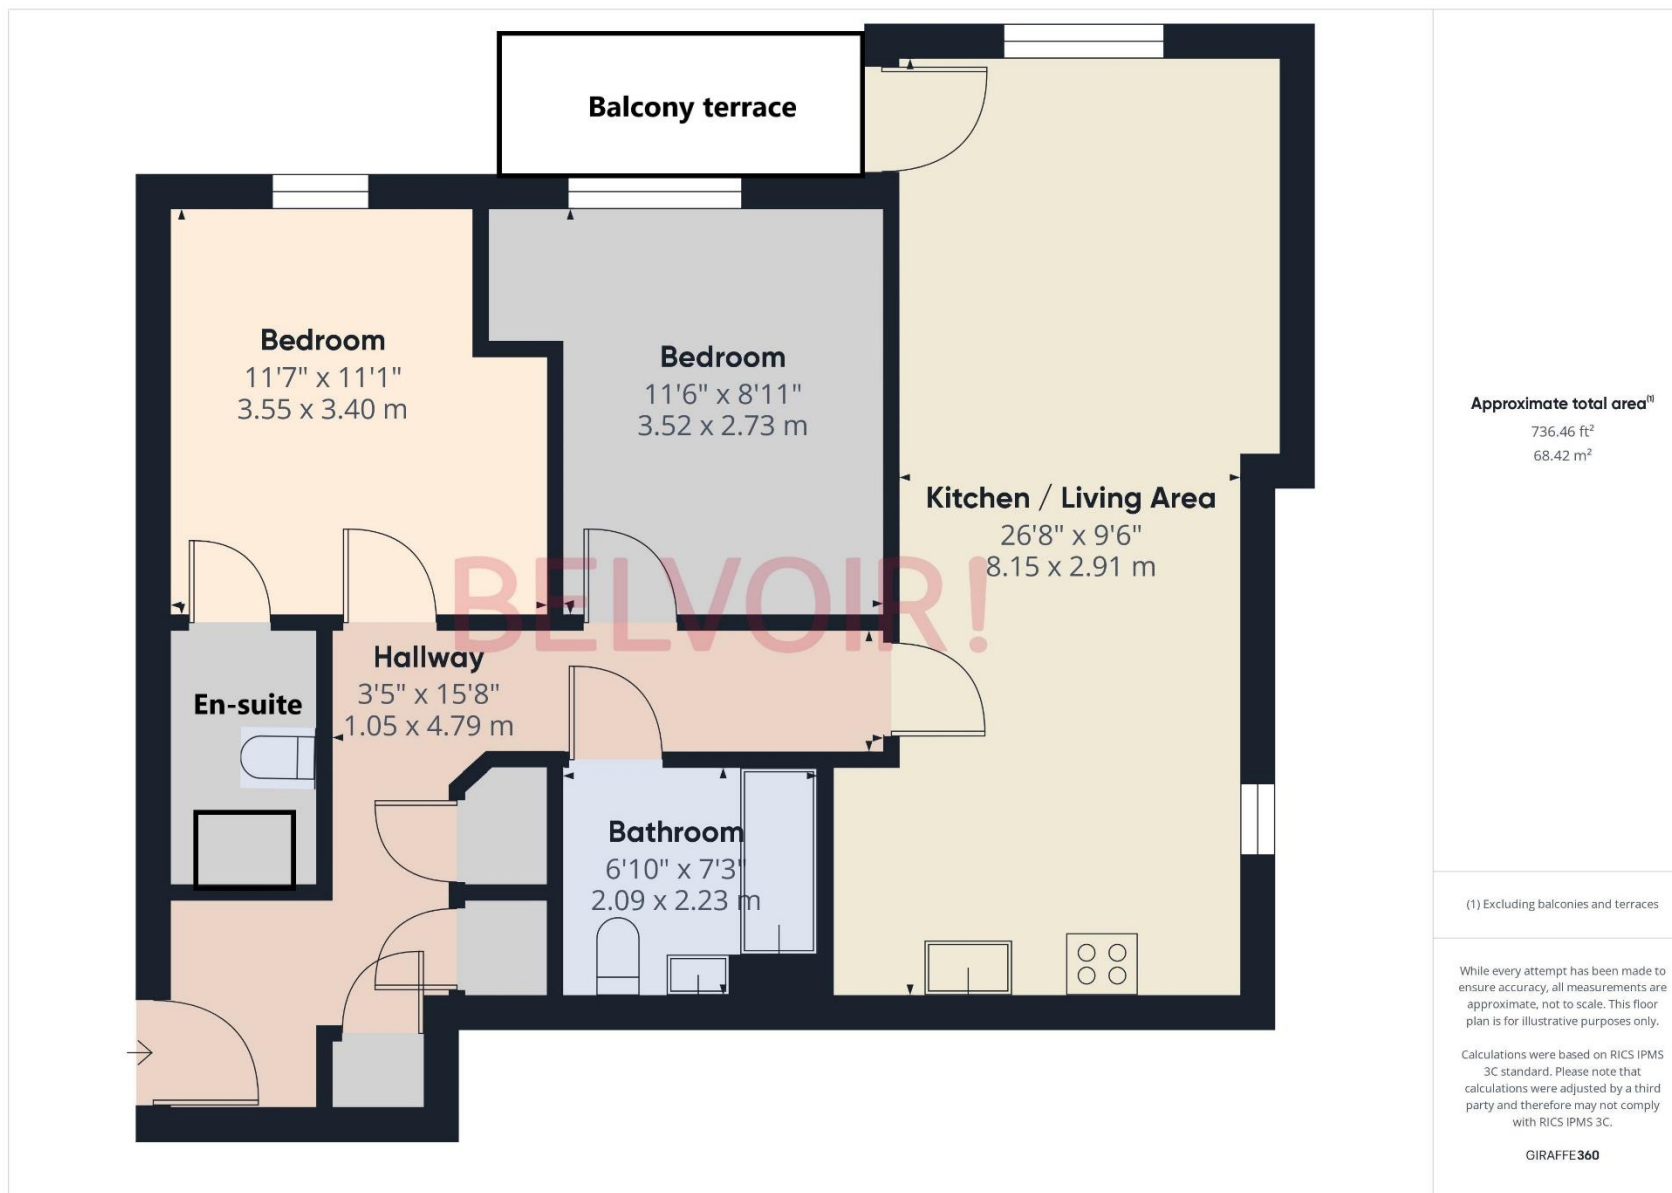 Balcony terrace
Bedroom
11'7" x 11'1"
3.55 x 3.40 m
Bedroom
11'6" x 8'11"
3.52 x 2.73 m
Kitchen / Living Area
26'8" x 9'6"
8.15 x 2.91 m
BELVOIR!
Hallway
3'5" x 15'8"
1.05 x 4.79 m
En-suite
Bathroom
6'10" x 7'3"
2.09 x 2.23 m
Approximate total area⁽¹⁾
736.46 ft²
68.42 m²
(1) Excluding balconies and terraces
While every attempt has been made to
ensure accuracy, all measurements are
approximate, not to scale. This floor
plan is for illustrative purposes only.
Calculations were based on RICS IPMS
3C standard. Please note that
calculations were adjusted by a third
party and therefore may not comply
with RICS IPMS 3C.
GIRAFFE360